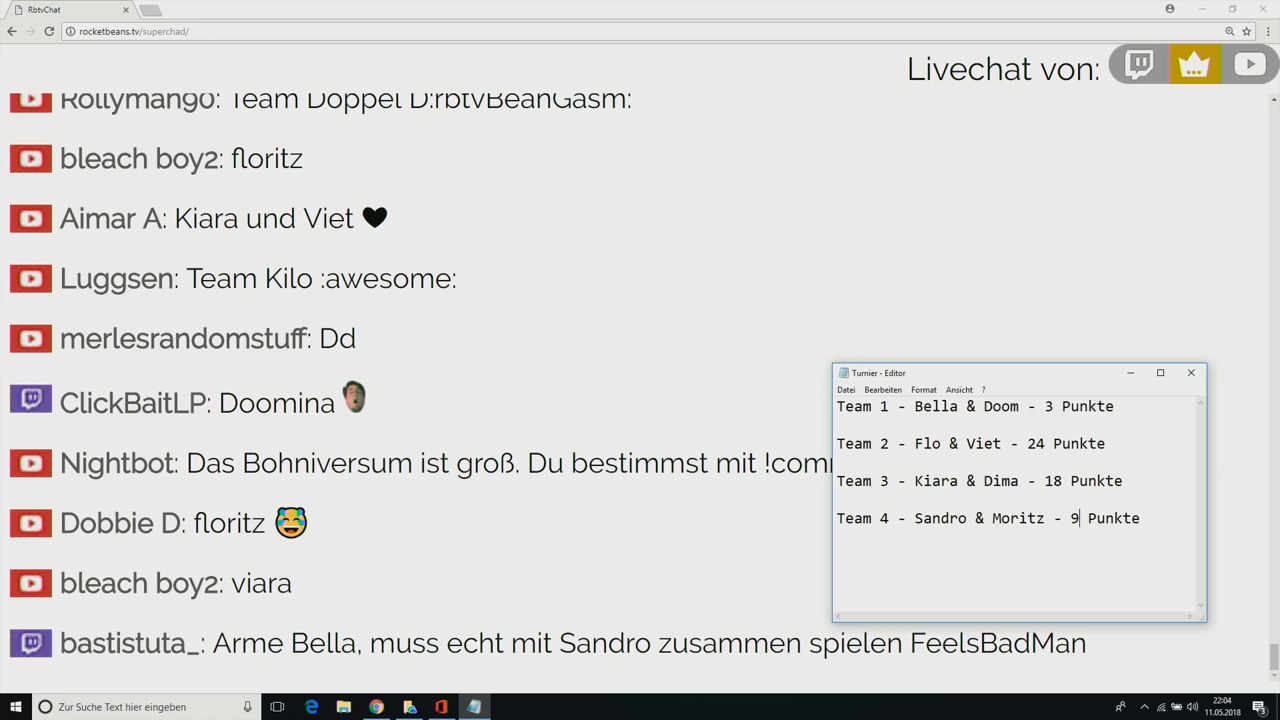 RbtvChat
rocketbeans.tv/superchad/
Livechat von:
Rollyman90: Team Doppel D:rbtvBeanGasm:
bleach boy2: floritz
Aimar A: Kiara und Viet ♥
Luggsen: Team Kilo :awesome:
merlesrandomstuff: Dd
ClickBaitLP: Doomina
Nightbot: Das Bohniversum ist groß. Du bestimmst mit !com
Dobbie D: floritz 😂
bleach boy2: viara
bastistuta_: Arme Bella, muss echt mit Sandro zusammen spielen FeelsBadMan
Turnier - Editor
Datei Bearbeiten Format Ansicht ?
Team 1 - Bella & Doom - 3 Punkte
Team 2 - Flo & Viet - 24 Punkte
Team 3 - Kiara & Dima - 18 Punkte
Team 4 - Sandro & Moritz - 9 Punkte
Zur Suche Text hier eingeben
22:04
11.05.2018
3